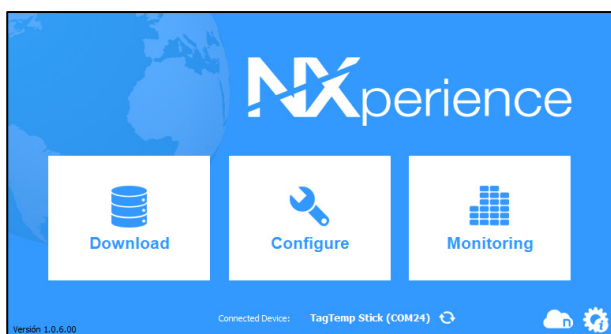 NXperience
Download
Configure
Monitoring
Connected Device: TagTemp Stick (COM24)
Versión 1.0.6.00
n